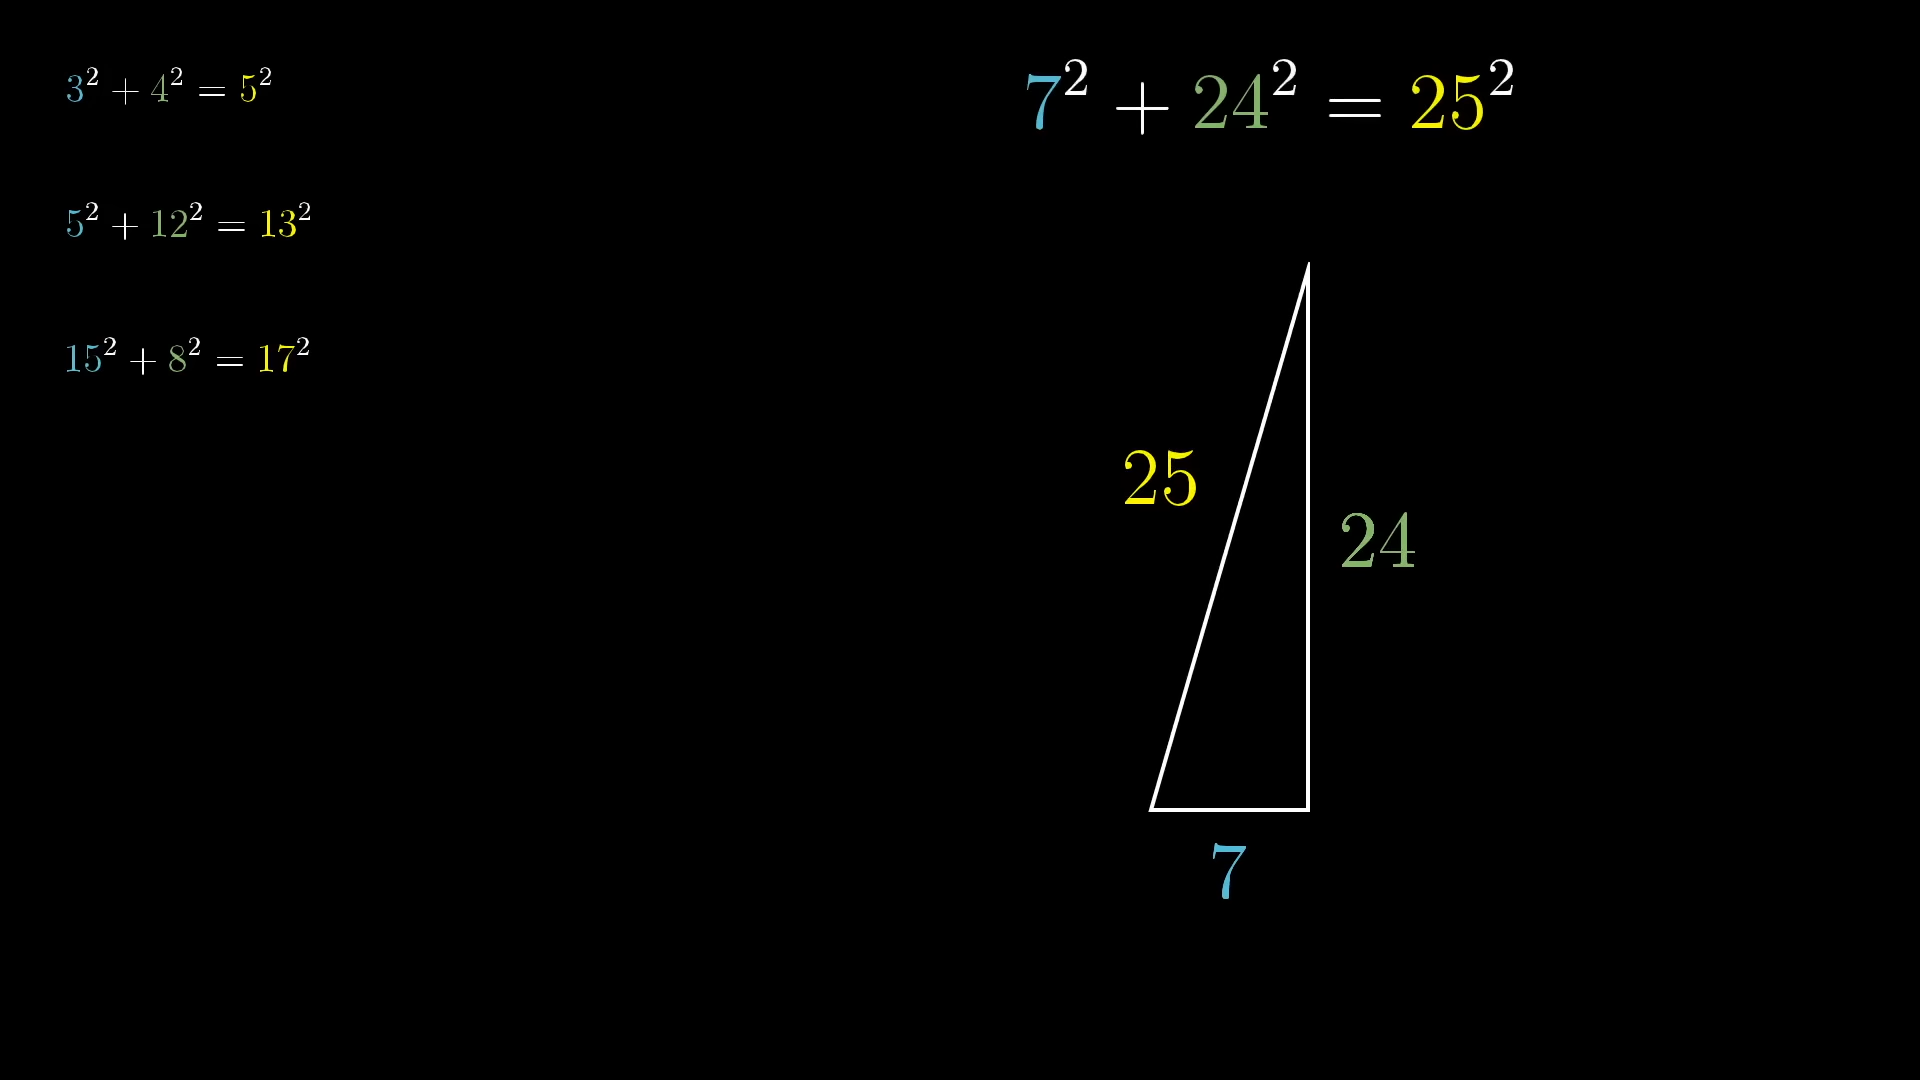 3² + 4² = 5²
5² + 12² = 13²
15² + 8² = 17²
7² + 24² = 25²
25
24
7